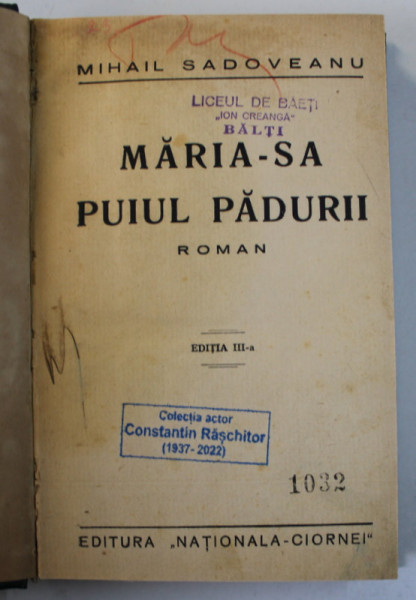 MIHAIL SADOVEANU
LICEUL DE BAEȚI
„ION CREANGA"
BĂLȚI
MĂRIA-SA
PUIUL PĂDURII
ROMAN
EDIȚIA III-a
Colecția actor
Constantin Rășchitor
(1937- 2022)
1032
EDITURA „NAȚIONALA-CIORNEI"